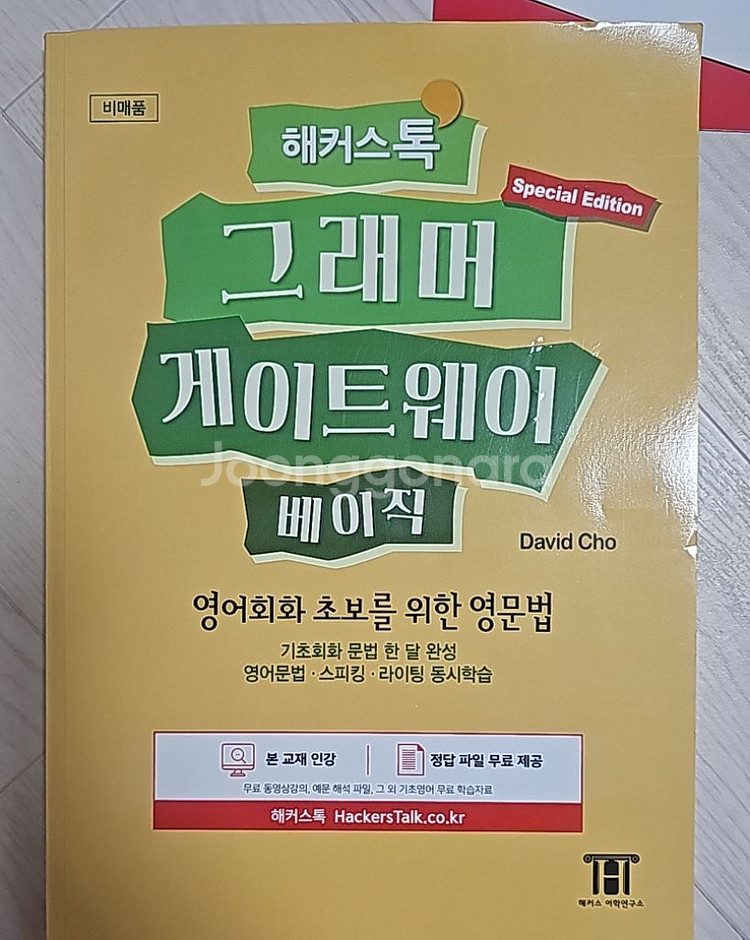 비매품
해커스톡
Special Edition
그래머
게이트웨이
베이직
Joonggonara
David Cho
영어회화 초보를 위한 영문법
기초회화 문법 한 달 완성
영어문법·스피킹·라이팅 동시학습
본 교재 인강
정답 파일 무료 제공
무료 동영상강의, 예문 해석 파일, 그 외 기초영어 무료 학습자료
해커스톡 HackersTalk.co.kr
H
해커스 어학연구소